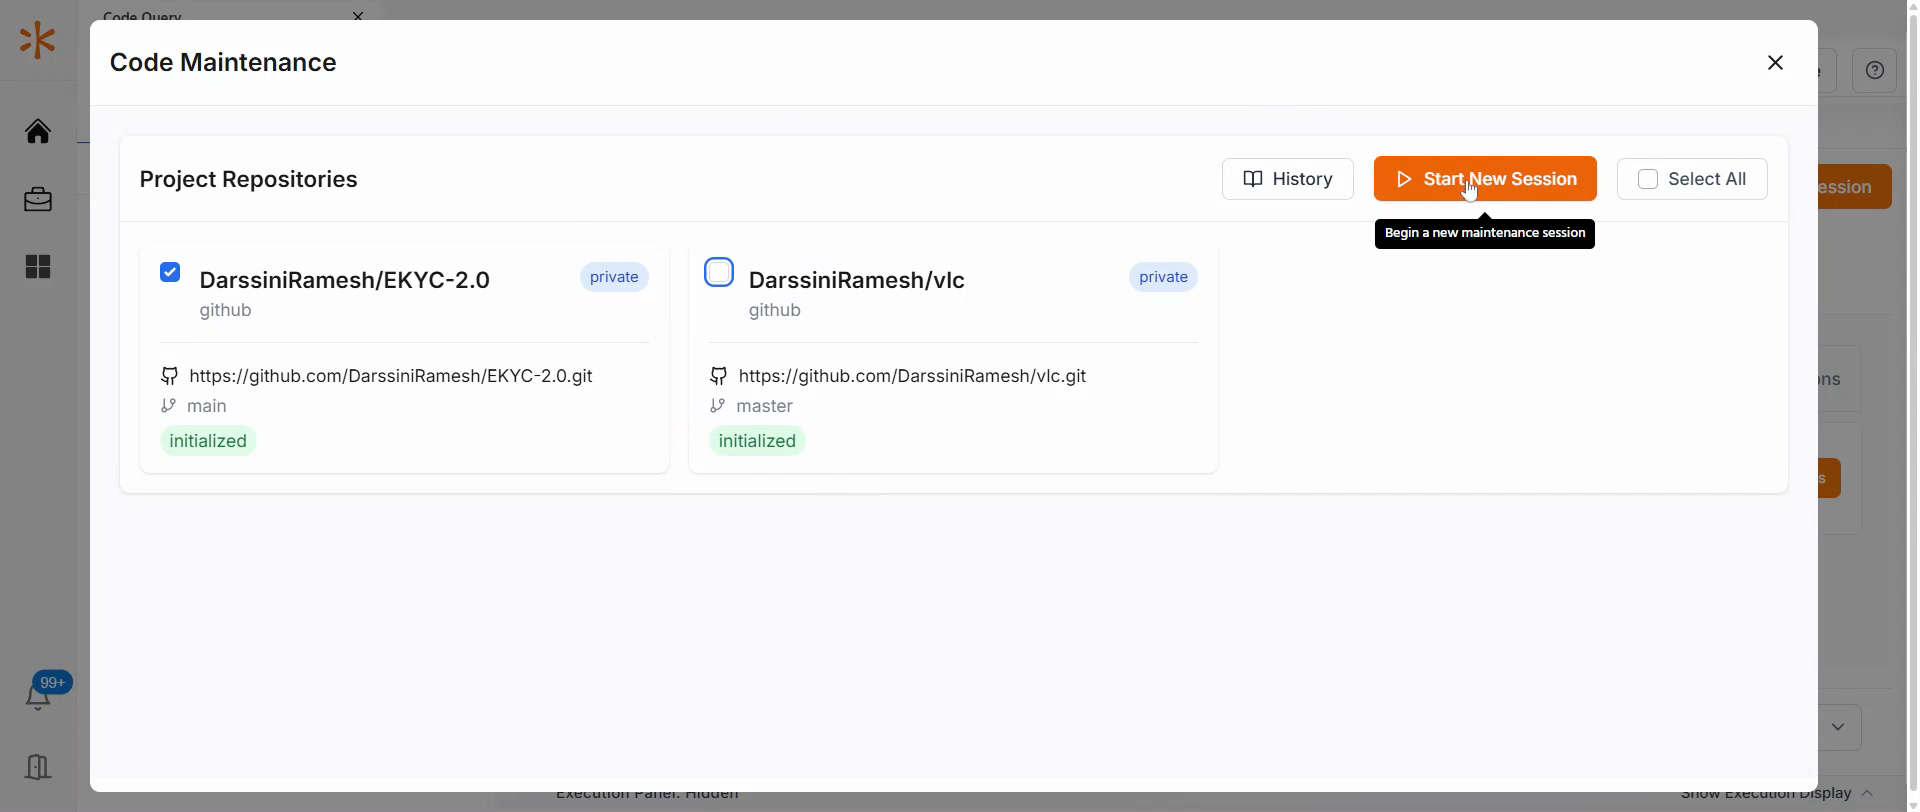 Code Query
Code Maintenance
Project Repositories
History
Start New Session
Select All
ession
Begin a new maintenance session
DarssiniRamesh/EKYC-2.0
private
github
https://github.com/DarssiniRamesh/EKYC-2.0.git
main
initialized
DarssiniRamesh/vlc
private
github
https://github.com/DarssiniRamesh/vlc.git
master
initialized
ons
s
99+
Execution Panel: Hidden
Show Execution Display